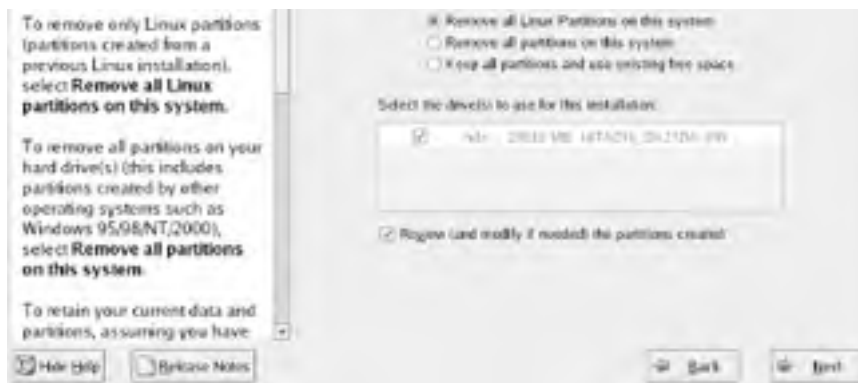 To remove only Linux partitions
(partitions created from a
previous Linux installation),
select Remove all Linux
partitions on this system.
To remove all partitions on your
hard drive(s) (this includes
partitions created by other
operating systems such as
Windows 95/98/NT/2000),
select Remove all partitions
on this system.
To retain your current data and
partitions, assuming you have
Remove all Linux Partitions on this system
Remove all partitions on this system
Keep all partitions and use existing free space
Select the drive(s) to use for this installation:
MB HITACHI
Review (and modify if needed) the partitions created
Hide Help
Release Notes
Back
Next